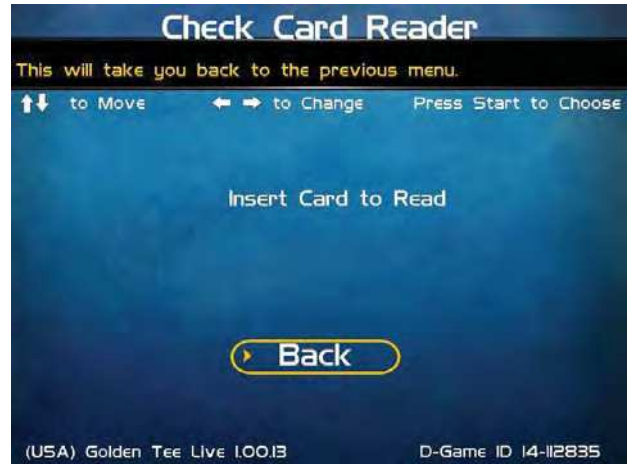 Check Card Reader
This will take you back to the previous menu.
to Move to Change Press Start to Choose
Insert Card to Read
Back
(USA) Golden Tee Live 1.00.13 D-Game ID 14-112835